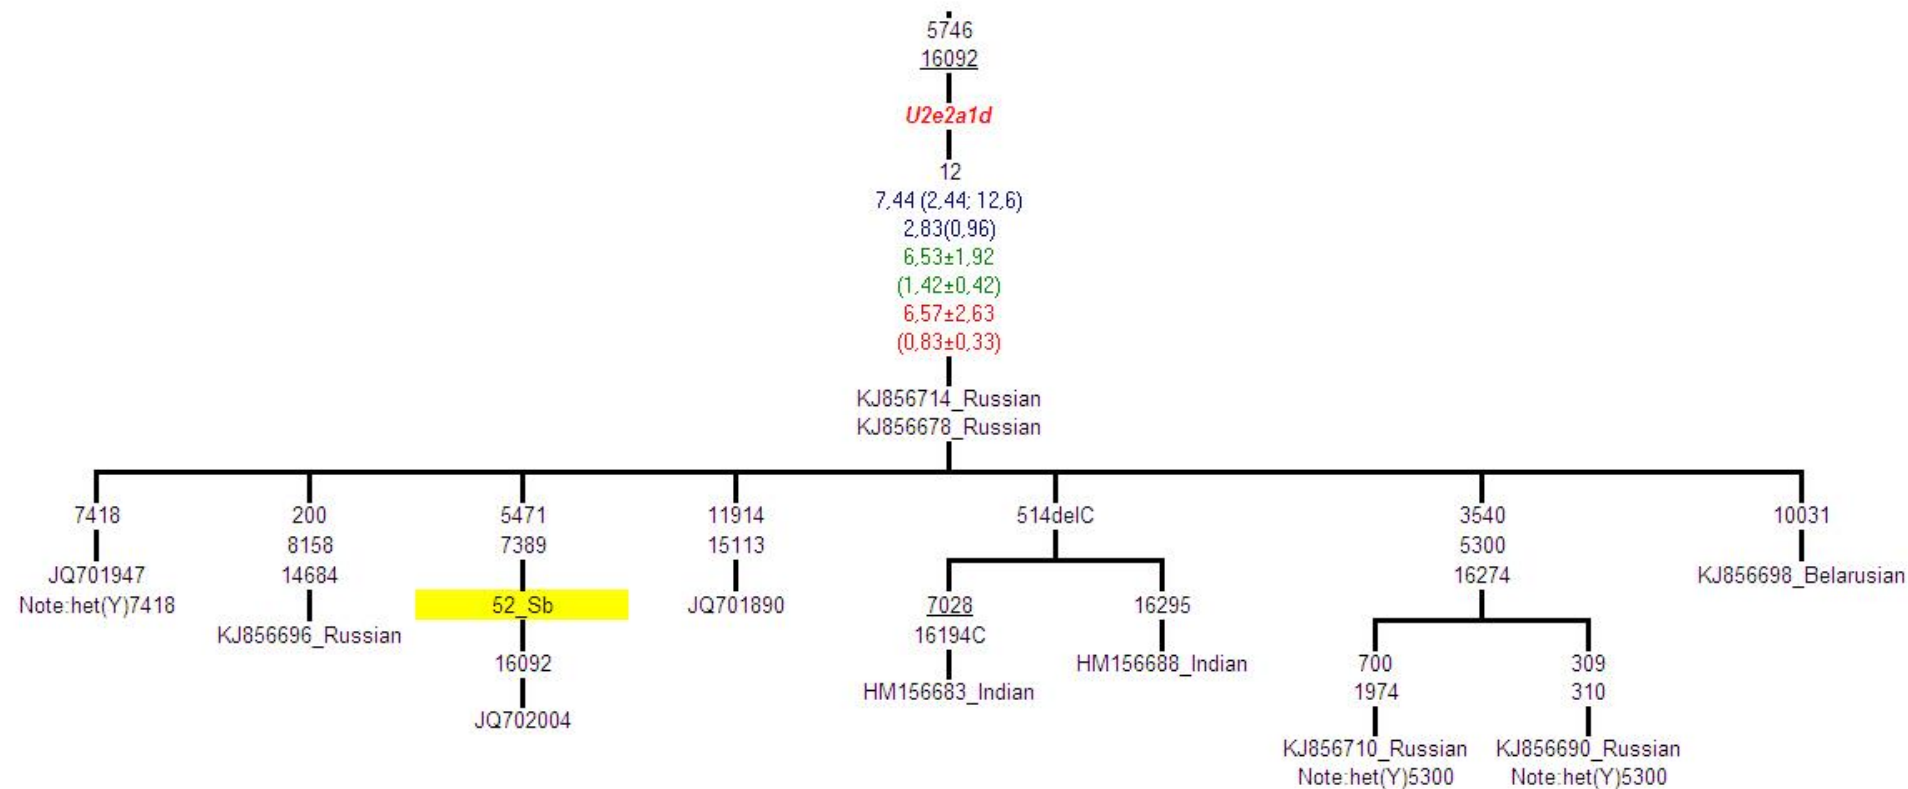 5746
16092
U2e2a1d
12
7,44 (2,44; 12,6)
2,83(0,96)
6,53±1,92
(1,42±0,42)
6,57±2,63
(0,83±0,33)
KJ856714_Russian
KJ856678_Russian
7418
JQ701947
Note:het(Y)7418
200
8158
14684
KJ856696_Russian
5471
7389
52_Sb
16092
JQ702004
11914
15113
JQ701890
514delC
7028
16194C
HM156683_Indian
16295
HM156688_Indian
3540
5300
16274
700
1974
KJ856710_Russian
Note:het(Y)5300
309
310
KJ856690_Russian
Note:het(Y)5300
10031
KJ856698_Belarusian